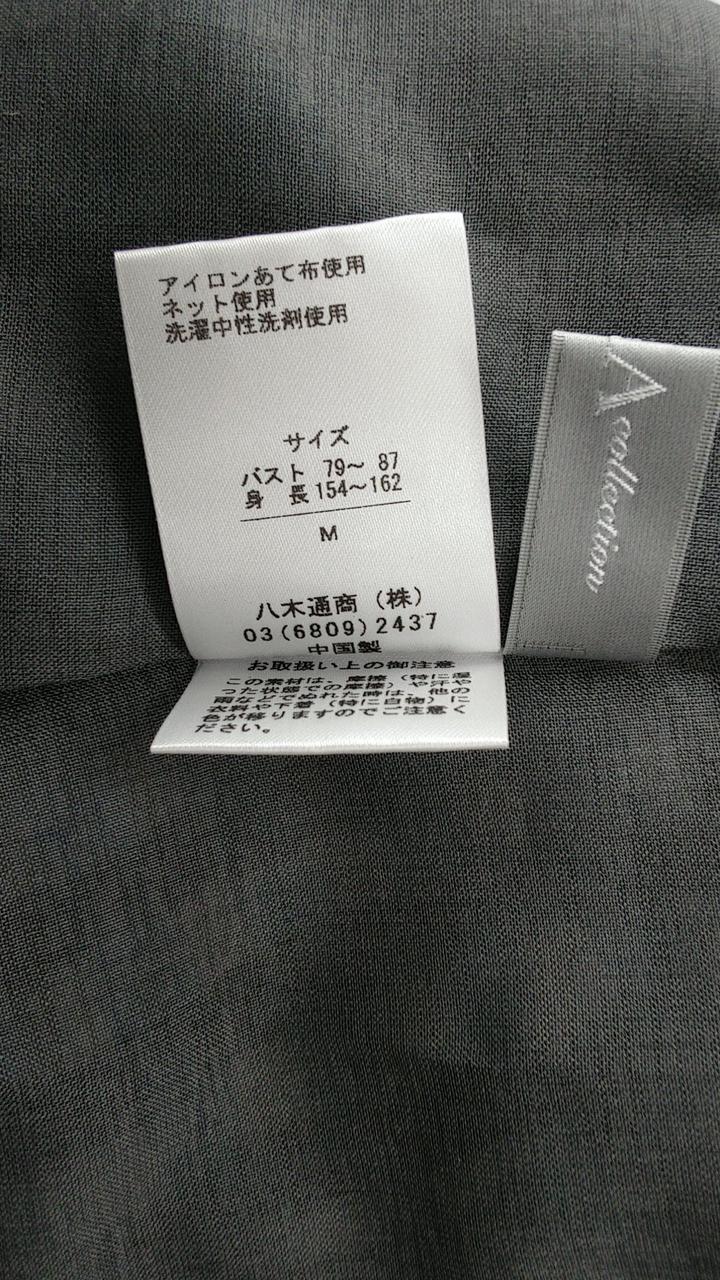 アイロンあて布使用
ネット使用
洗濯中性洗剤使用
サイズ
バスト 79〜 87
身 長 154〜162
M
八木通商（株）
03(6809)2437
中国製
お取扱い上の御注意
この素材は、摩擦（特に湿
った状態での摩擦）や汗や
雨などでぬれた時は、他の
衣料や下着（特に白物）に
色が移りますのでご注意く
ださい。
A collection